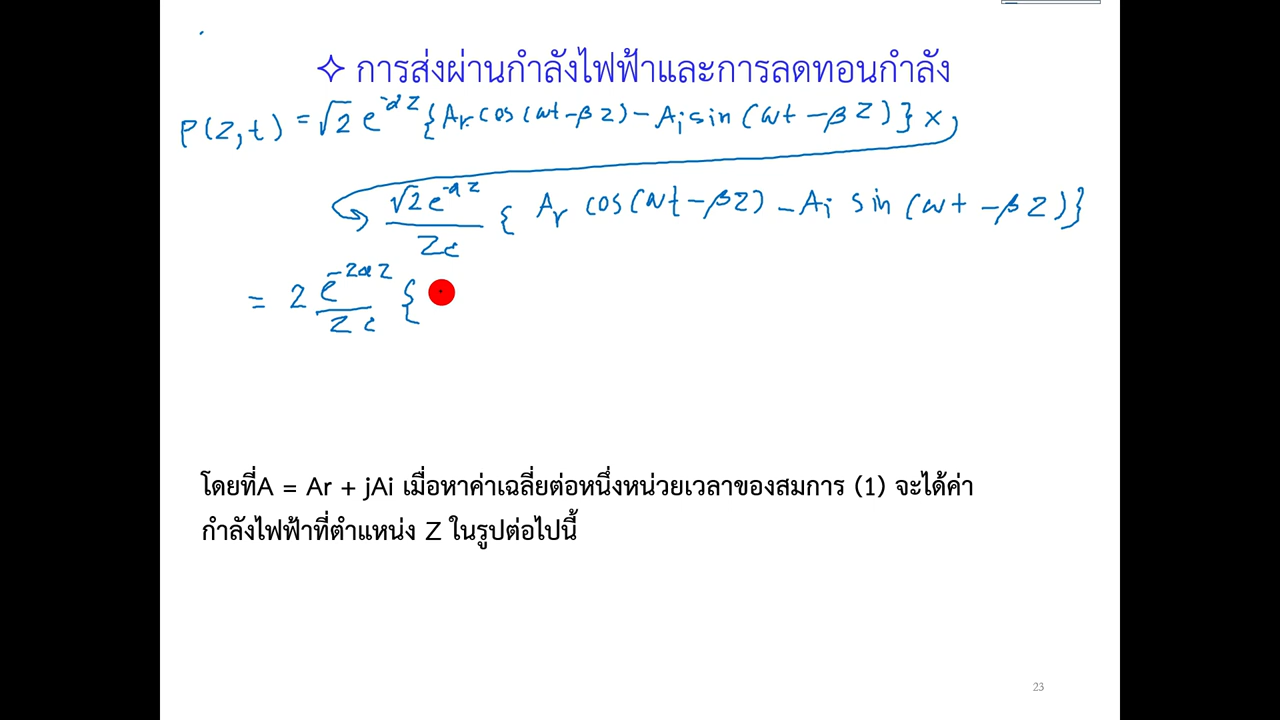 ✧ การส่งผ่านกำลังไฟฟ้าและการลดทอนกำลัง
P(Z,t) = √2 e^-αZ {Ar cos(ωt-βZ) - Ai sin(ωt-βZ)} ×
√2 e^-αZ / Zc { Ar cos(ωt-βZ) - Ai sin(ωt-βZ)}
= 2 e^-2αZ / Zc {
โดยที่A = Ar + jAi เมื่อหาค่าเฉลี่ยต่อหนึ่งหน่วยเวลาของสมการ (1) จะได้ค่า
กำลังไฟฟ้าที่ตำแหน่ง Z ในรูปต่อไปนี้
23